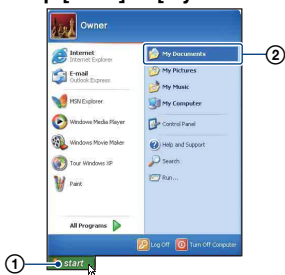 Owner
Internet
Internet Explorer
E-mail
Outlook Express
MSN Explorer
Windows Media Player
Windows Movie Maker
Tour Windows XP
Paint
All Programs
My Documents
My Pictures
My Music
My Computer
Control Panel
Help and Support
Search
Run...
Log Off
Turn Off Computer
start
1
2